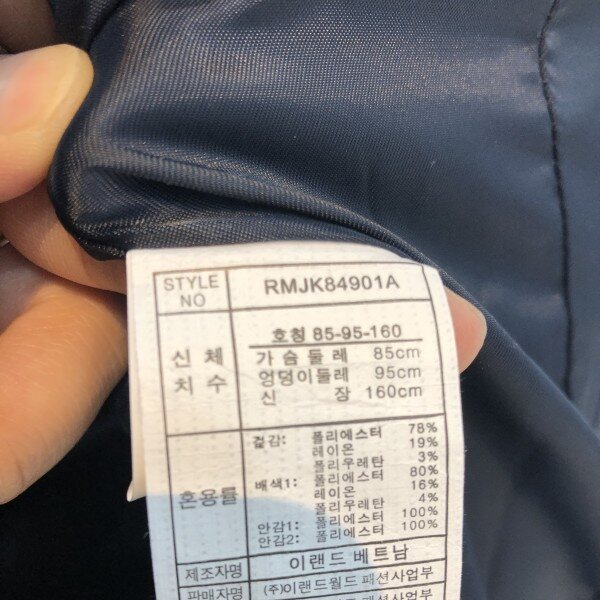 STYLE NO RMJK84901A
호칭 85-95-160
신체 치수
가슴둘레 85cm
엉덩이둘레 95cm
신 장 160cm
혼용률
겉감: 폴리에스터 78%
레이온 19%
폴리우레탄 3%
배색1: 폴리에스터 80%
레이온 16%
폴리우레탄 4%
안감1: 폴리에스터 100%
안감2: 폴리에스터 100%
제조자명 이랜드 베트남
판매자명 (주)이랜드월드 패션사업부